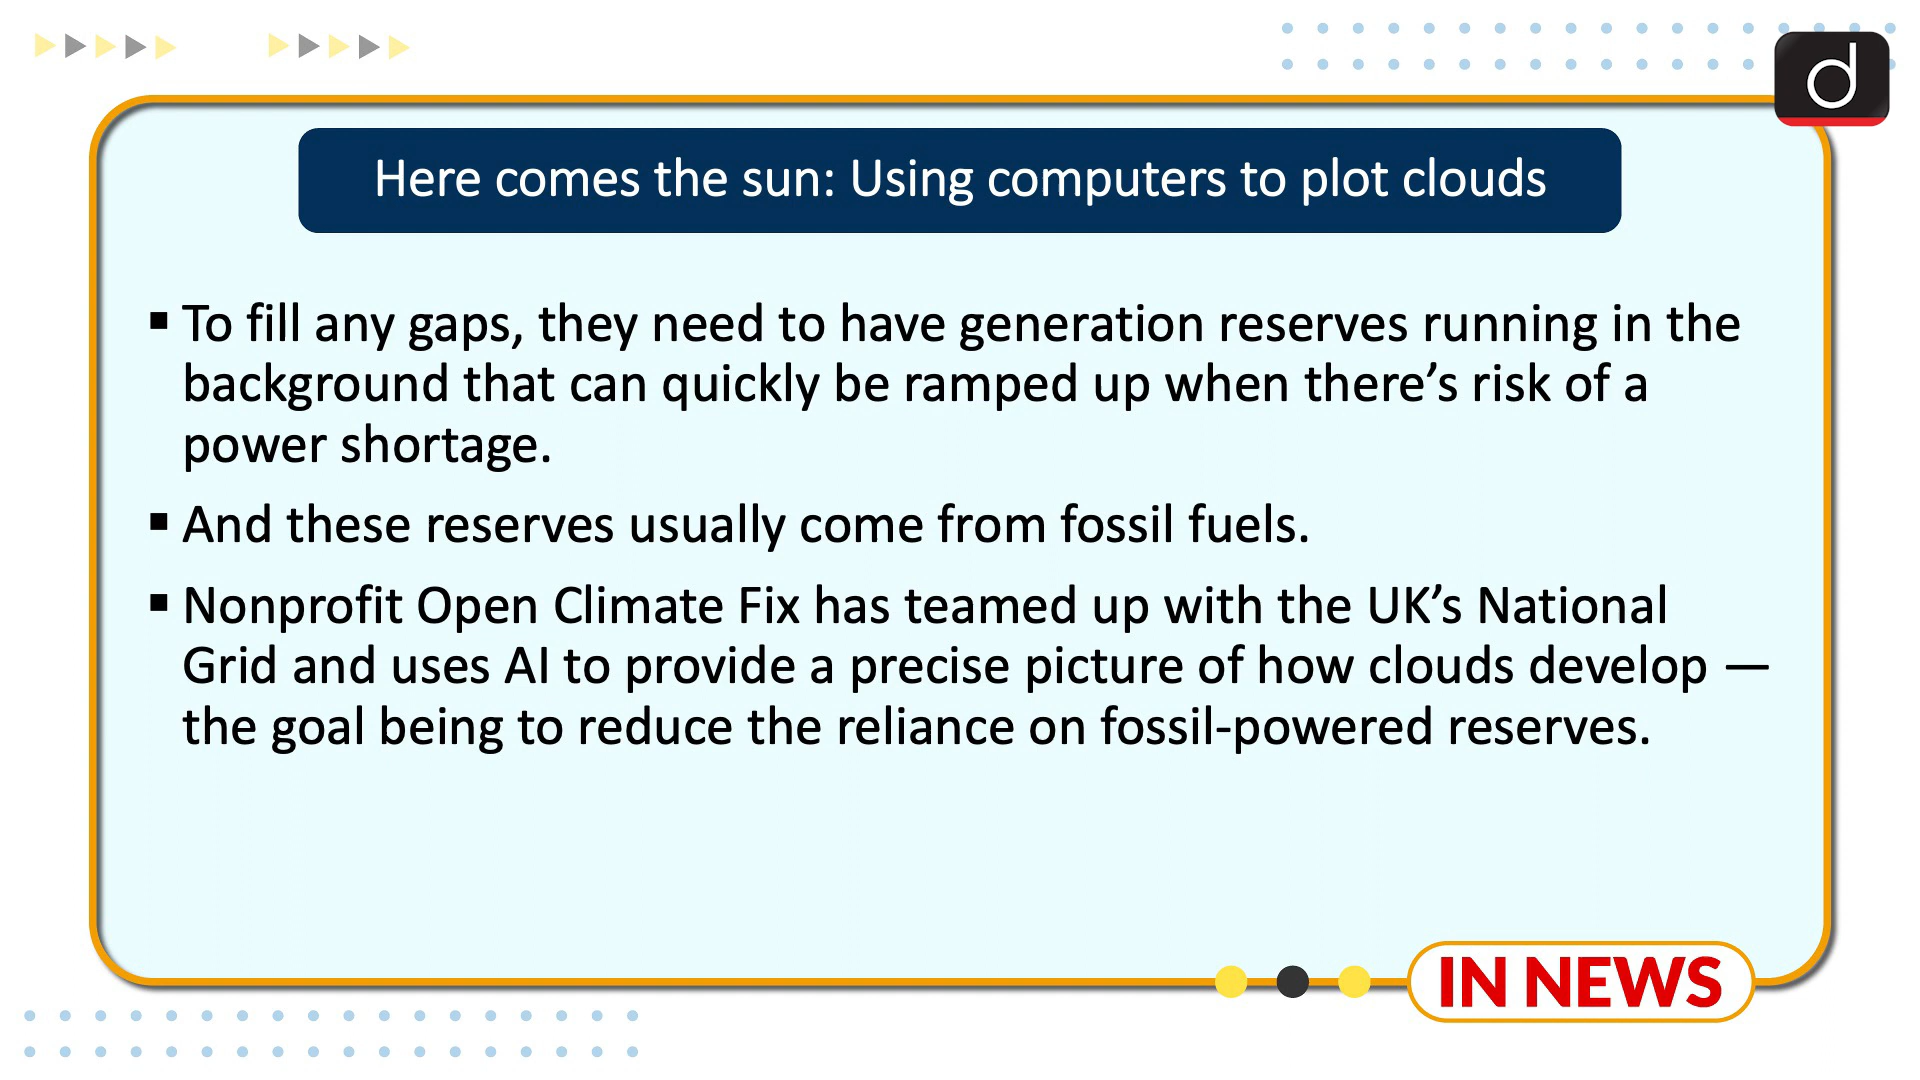 d
Here comes the sun: Using computers to plot clouds
▪ To fill any gaps, they need to have generation reserves running in the
background that can quickly be ramped up when there’s risk of a
power shortage.
▪ And these reserves usually come from fossil fuels.
▪ Nonprofit Open Climate Fix has teamed up with the UK’s National
Grid and uses AI to provide a precise picture of how clouds develop —
the goal being to reduce the reliance on fossil-powered reserves.
IN NEWS